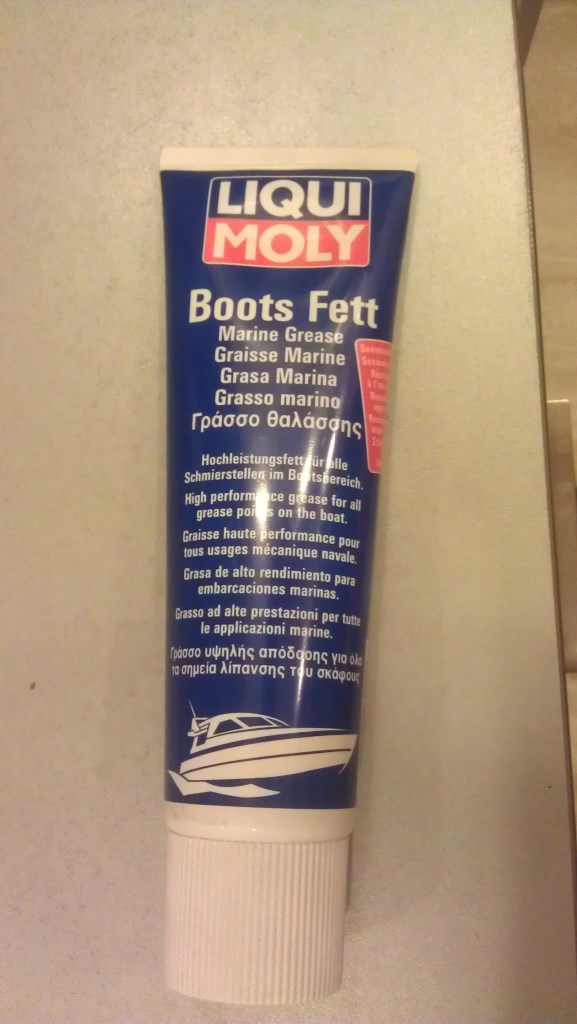 LIQUI
MOLY
Boots Fett
Marine Grease
Graisse Marine
Grasa Marina
Grasso marino
Γράσσο θαλάσσης
Hochleistungsfett für alle
Schmierstellen im Bootsbereich.
High performance grease for all
grease points on the boat.
Graisse haute performance pour
tous usages mécanique navale.
Grasa de alto rendimiento para
embarcaciones marinas.
Grasso ad alte prestazioni per tutte
le applicazioni marine.
Γράσσο υψηλής απόδοσης για όλα
τα σημεία λίπανσης του σκάφους